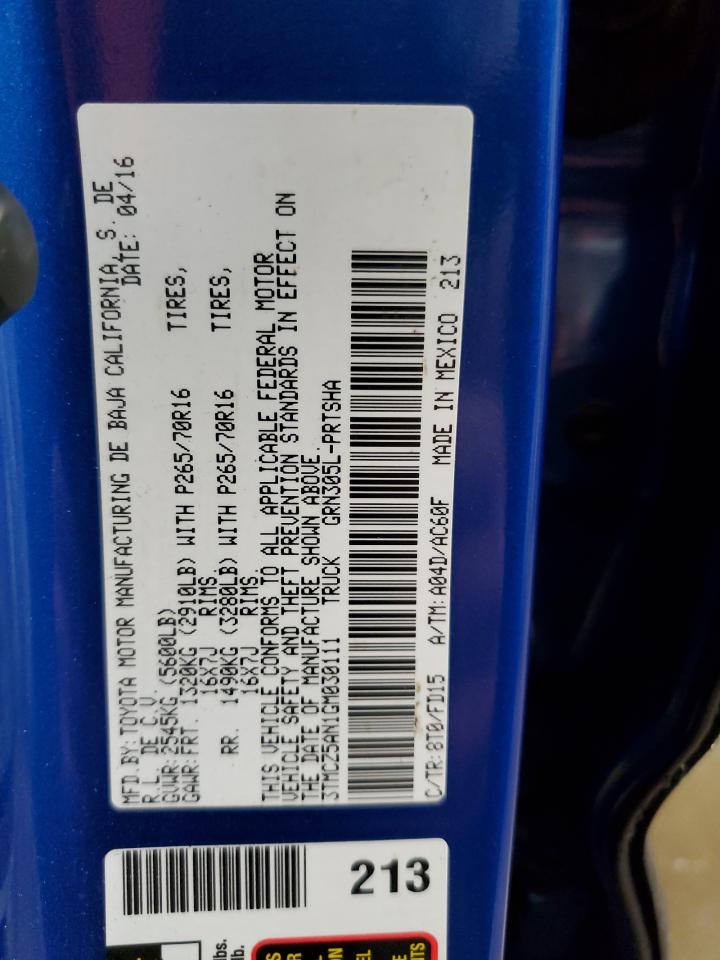 MFD.BY:TOYOTA MOTOR MANUFACTURING DE BAJA CALIFORNIA, S. DE
R.L. DE C.V. DATE: 04/16
GVWR:2545KG (5600LB)
GAWR:FRT. 1320KG (2910LB) WITH P265/70R16 TIRES,
16X7J RIMS.
RR. 1490KG (3280LB) WITH P265/70R16 TIRES,
16X7J RIMS.
THIS VEHICLE CONFORMS TO ALL APPLICABLE FEDERAL MOTOR
VEHICLE SAFETY AND THEFT PREVENTION STANDARDS IN EFFECT ON
THE DATE OF MANUFACTURE SHOWN ABOVE.
3TMCZ5AN1GM030111 TRUCK GRN305L-PRTSHA
C/TR:8T0/FD15 A/TM:A04D/AC60F MADE IN MEXICO 213
213
lbs.
lb.